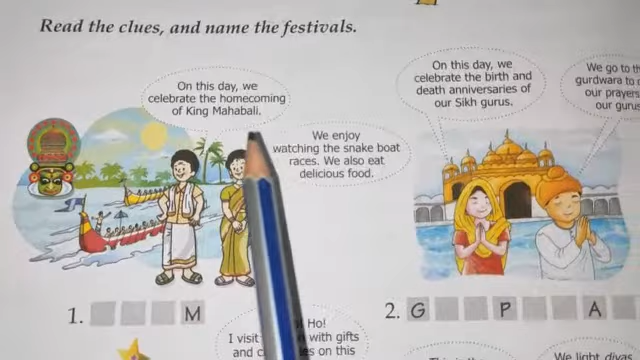 Read the clues, and name the festivals.
On this day, we
celebrate the homecoming
of King Mahabali.
We enjoy
watching the snake boat
races. We also eat
delicious food.
On this day, we
celebrate the birth and
death anniversaries of
our Sikh gurus.
We go to
gurdwara to
our prayers
our
1. M
2. G P A
Ho!
I visit with gifts
and on this
We light divas